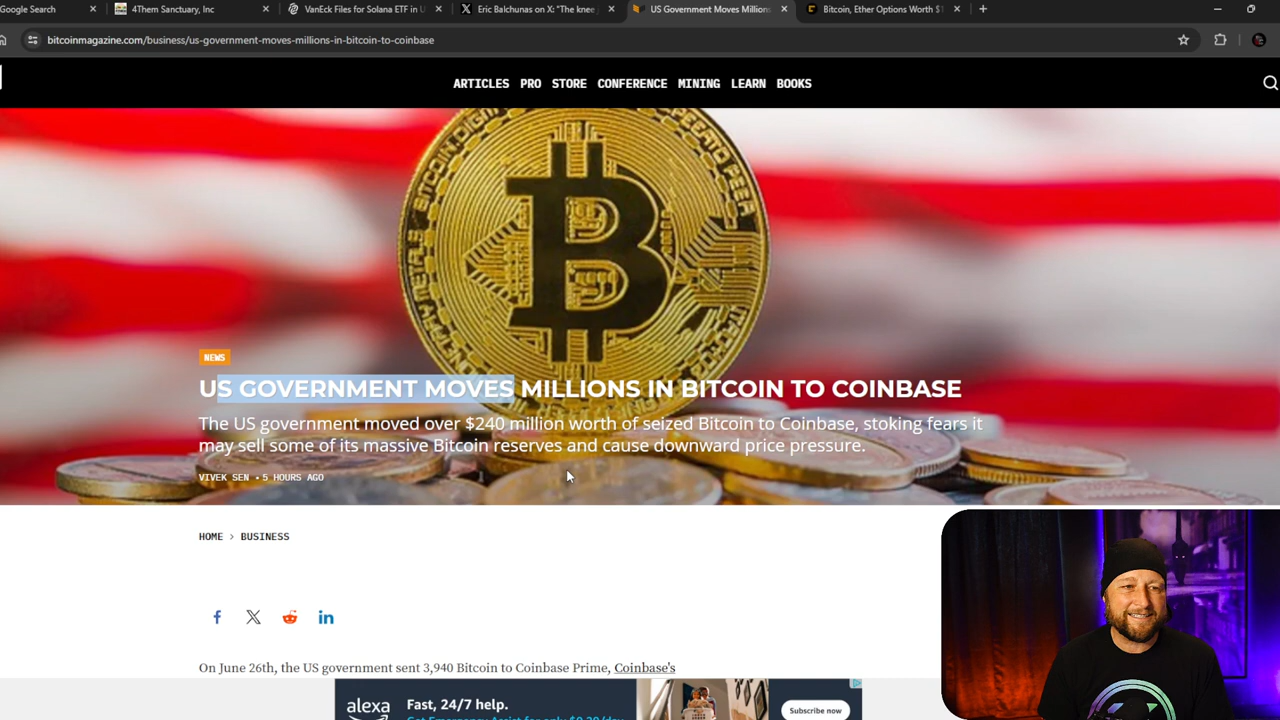 Google Search
4Them Sanctuary, Inc
VanEck Files for Solana ETF in U
Eric Balchunas on X: "The knee
US Government Moves Millions
Bitcoin, Ether Options Worth $
bitcoinmagazine.com/business/us-government-moves-millions-in-bitcoin-to-coinbase
ARTICLES PRO STORE CONFERENCE MINING LEARN BOOKS
NEWS
US GOVERNMENT MOVES MILLIONS IN BITCOIN TO COINBASE
The US government moved over $240 million worth of seized Bitcoin to Coinbase, stoking fears it
may sell some of its massive Bitcoin reserves and cause downward price pressure.
VIVEK SEN • 5 HOURS AGO
HOME > BUSINESS
On June 26th, the US government sent 3,940 Bitcoin to Coinbase Prime, Coinbase's
alexa
Fast, 24/7 help.
Subscribe now